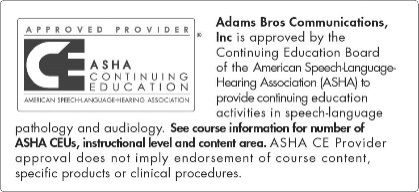 APPROVED PROVIDER
®
CE
ASHA
CONTINUING
EDUCATION
AMERICAN SPEECH-LANGUAGE-HEARING ASSOCIATION
Adams Bros Communications,
Inc is approved by the
Continuing Education Board
of the American Speech-Language-
Hearing Association (ASHA) to
provide continuing education
activities in speech-language
pathology and audiology. See course information for number of
ASHA CEUs, instructional level and content area. ASHA CE Provider
approval does not imply endorsement of course content,
specific products or clinical procedures.